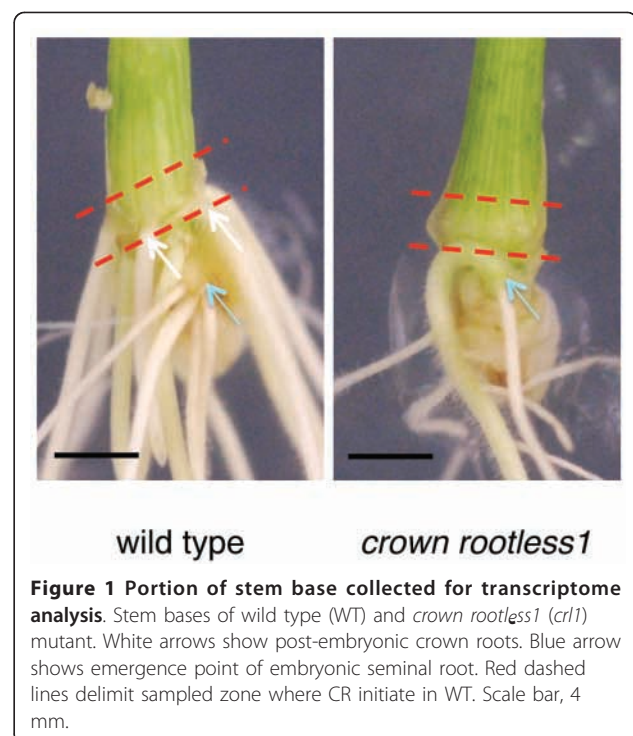 wild type
crown rootless1
Figure 1 Portion of stem base collected for transcriptome
analysis. Stem bases of wild type (WT) and crown rootless1 (crl1)
mutant. White arrows show post-embryonic crown roots. Blue arrow
shows emergence point of embryonic seminal root. Red dashed
lines delimit sampled zone where CR initiate in WT. Scale bar, 4
mm.